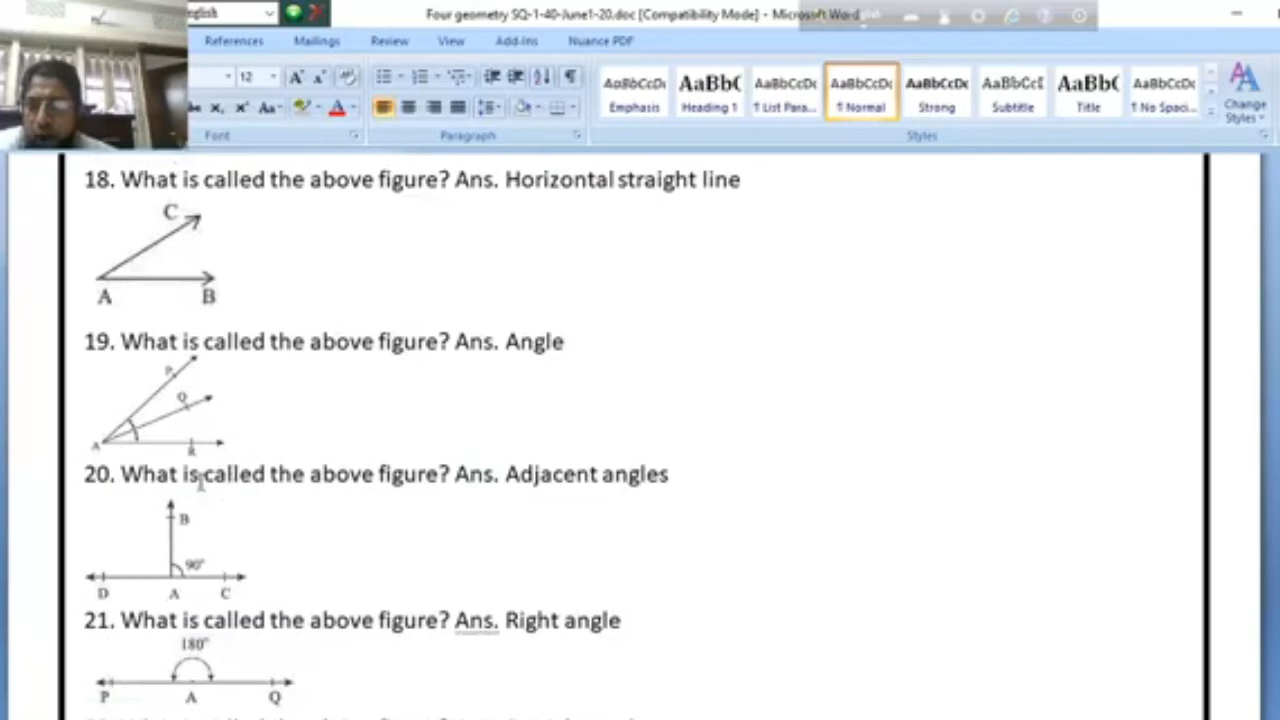 nglish
Four geometry SQ-1-40-June1-20.doc [Compatibility Mode] - Microsoft Word
References Mailings Review View Add-Ins Nuance PDF
12
AaBbCcDc AaBbC AaBbCcDc AaBbCcDc AaBbCcDc AaBbCcI AaBb( AaBbCcDc
Emphasis Heading 1 ¶ List Para... ¶ Normal Strong Subtitle Title ¶ No Spaci... Change Styles
Font Paragraph Styles
18. What is called the above figure? Ans. Horizontal straight line
C
A B
19. What is called the above figure? Ans. Angle
P
Q
A R
20. What is called the above figure? Ans. Adjacent angles
B
90°
D A C
21. What is called the above figure? Ans. Right angle
180°
P A Q